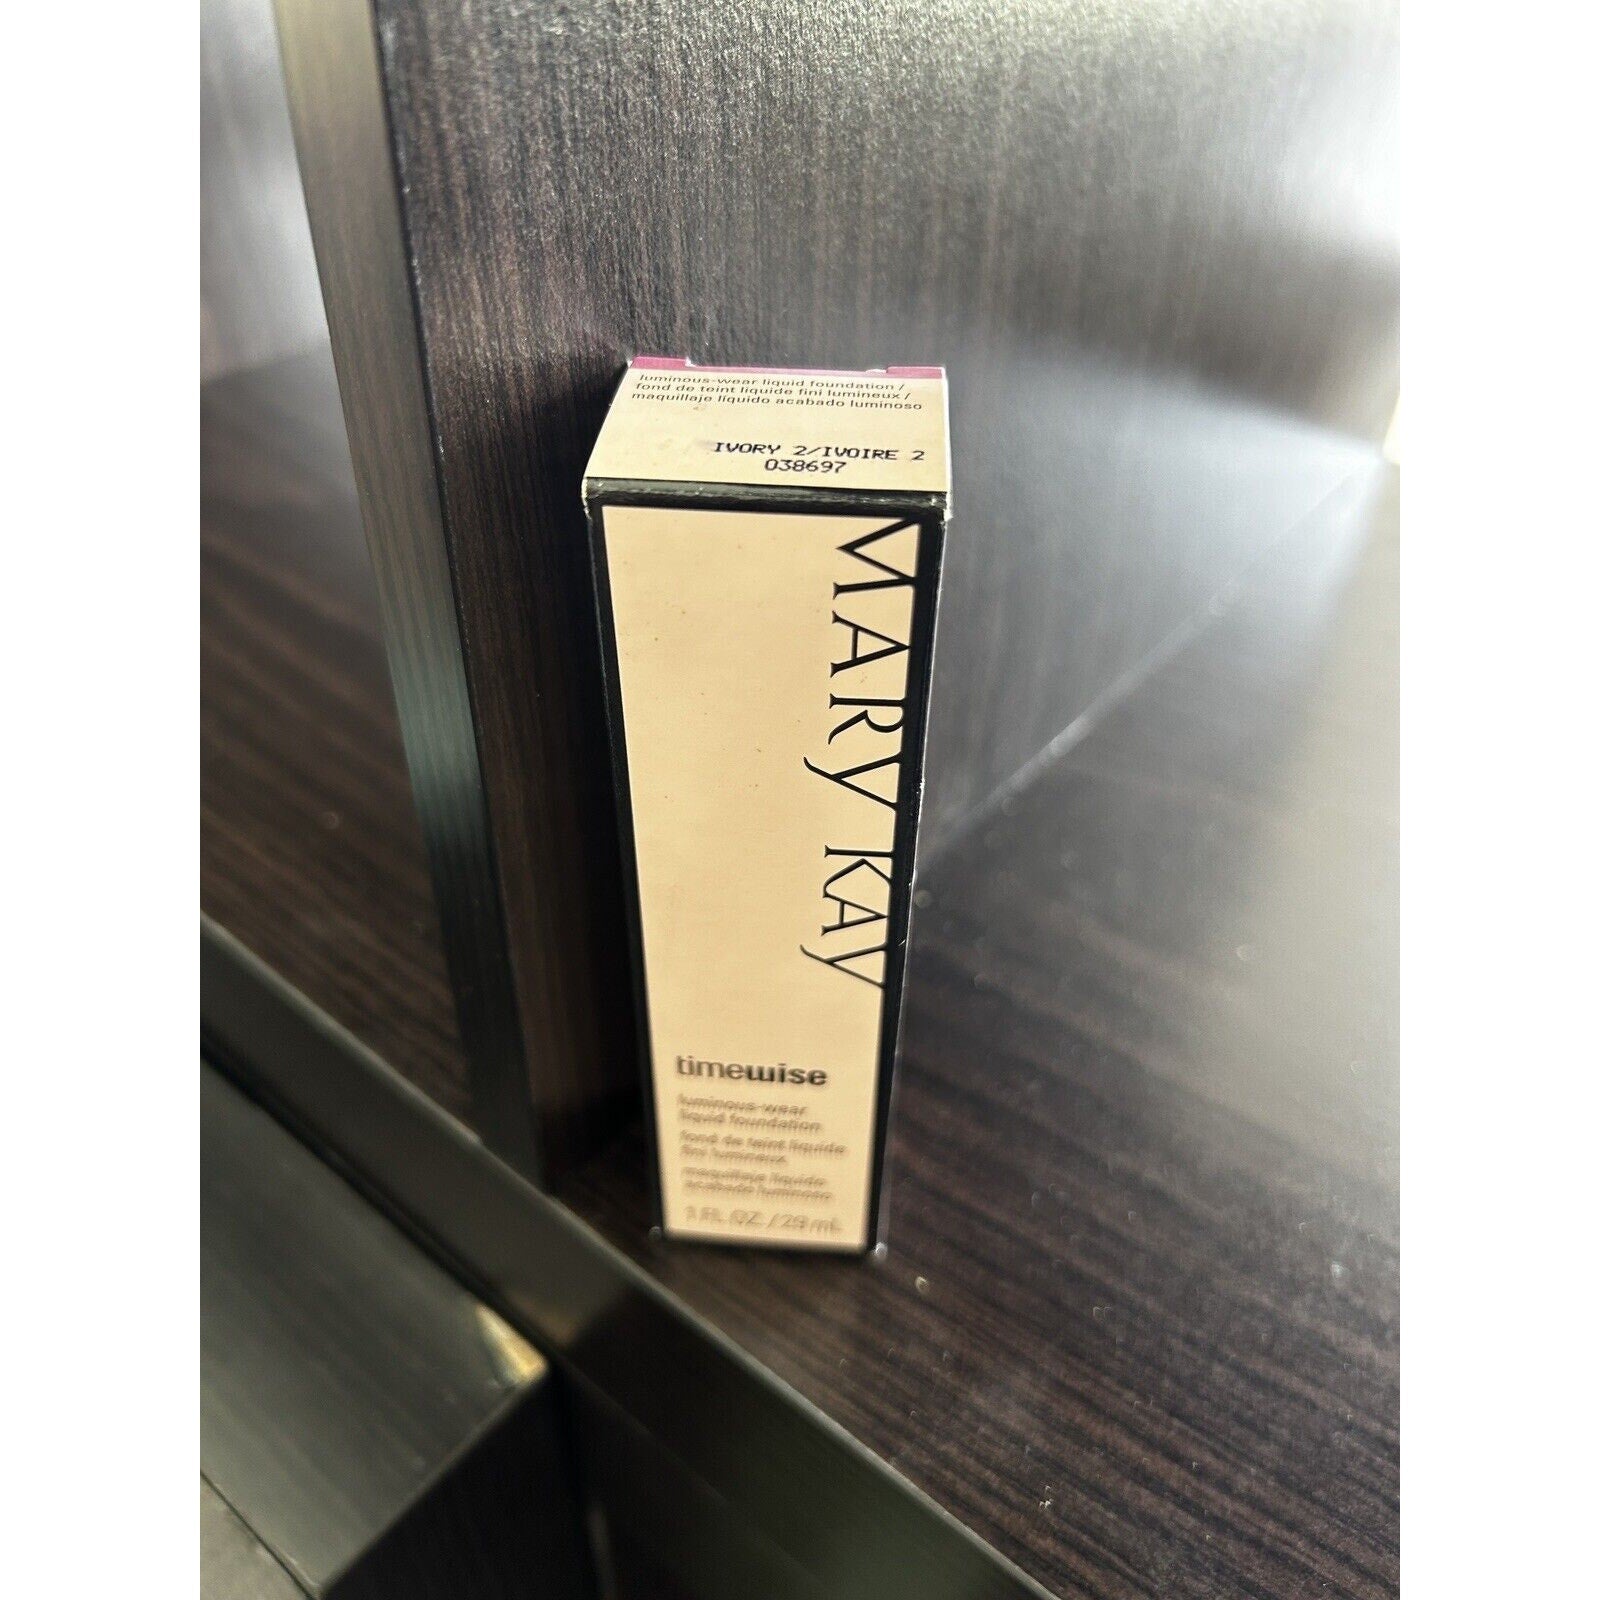 luminous-wear liquid foundation /
fond de teint liquide fini lumineux /
maquillaje líquido acabado luminoso
IVORY 2/IVOIRE 2
038697
MARY KAY
timewise
luminous-wear
liquid foundation
fond de teint liquide
fini lumineux
maquillaje líquido
acabado luminoso
1 FL. OZ. / 29 mL